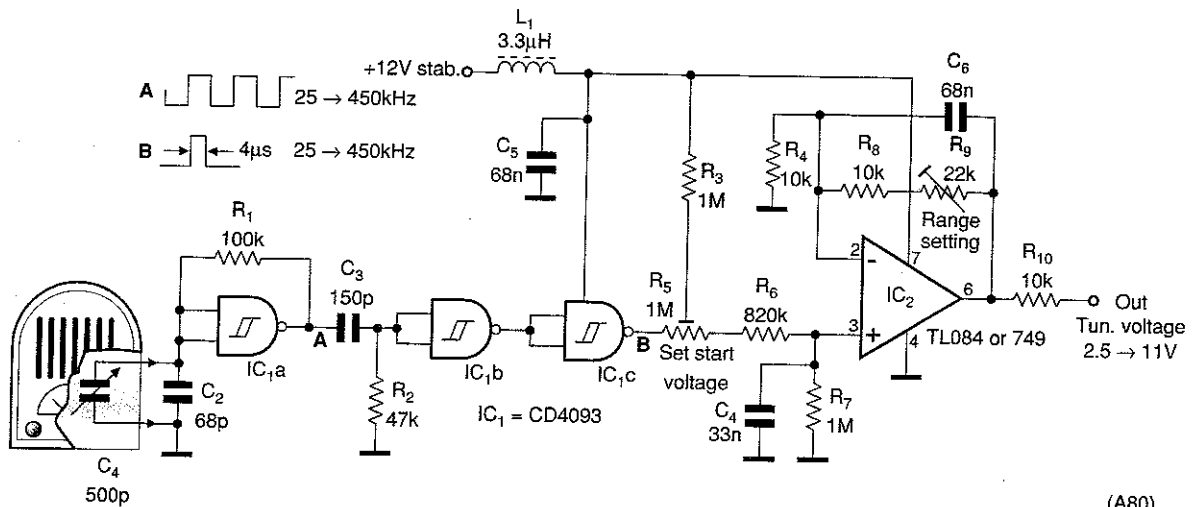 L1
3.3µH
+12V stab.
A
25 → 450kHz
B
4µs
25 → 450kHz
C5
68n
R3
1M
C6
68n
R4
10k
R8
10k
R9
22k
Range
setting
R1
100k
C3
150p
A
IC1a
C2
68p
C4
500p
R2
47k
IC1b
IC1c
IC1 = CD4093
B
R5
1M
Set start
voltage
R6
820k
C4
33n
R7
1M
2
-
7
IC2
6
3
+
4
TL084 or 749
R10
10k
Out
Tun. voltage
2.5 → 11V
(A80)